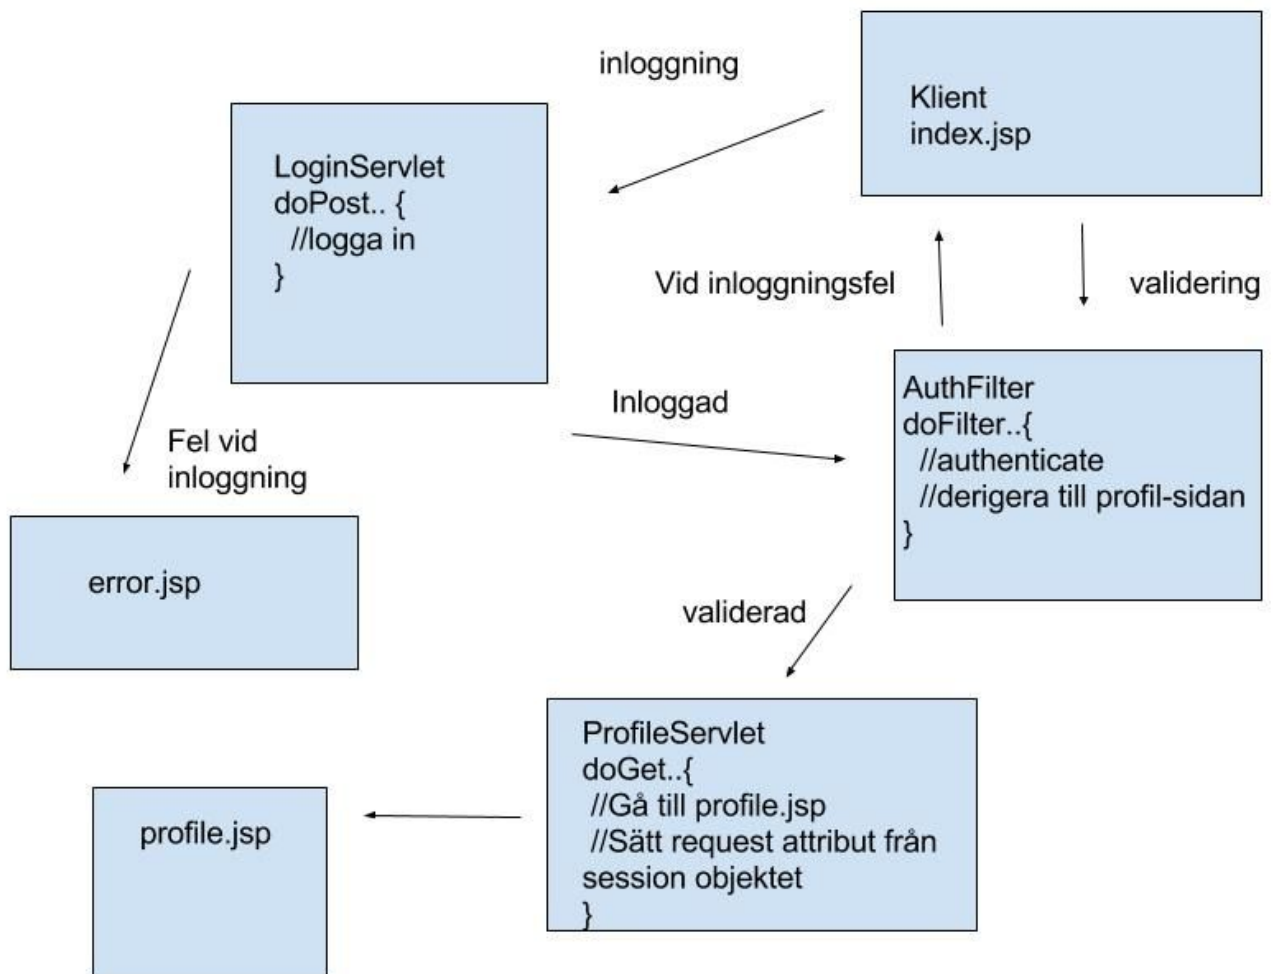 inloggning
Klient
index.jsp
LoginServlet
doPost.. {
//logga in
}
Vid inloggningsfel
validering
Inloggad
AuthFilter
doFilter..{
//authenticate
//derigera till profil-sidan
}
Fel vid
inloggning
error.jsp
validerad
ProfileServlet
doGet..{
//Gå till profile.jsp
//Sätt request attribut från
session objektet
}
profile.jsp